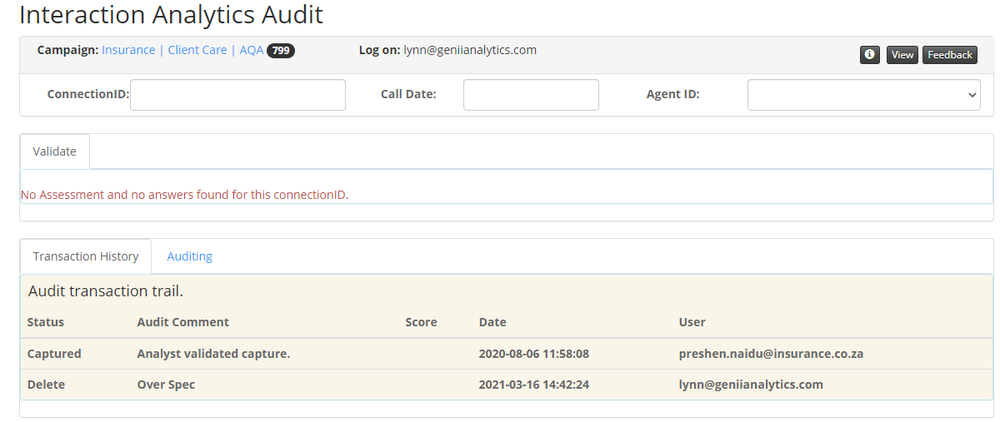 Interaction Analytics Audit
Campaign: Insurance | Client Care | AQA 799 Log on: lynn@geniianalytics.com View Feedback
ConnectionID: Call Date: Agent ID:
Validate
No Assessment and no answers found for this connectionID.
Transaction History Auditing
Audit transaction trail.
Status Audit Comment Score Date User
Captured Analyst validated capture. 2020-08-06 11:58:08 preshen.naidu@insurance.co.za
Delete Over Spec 2021-03-16 14:42:24 lynn@geniianalytics.com